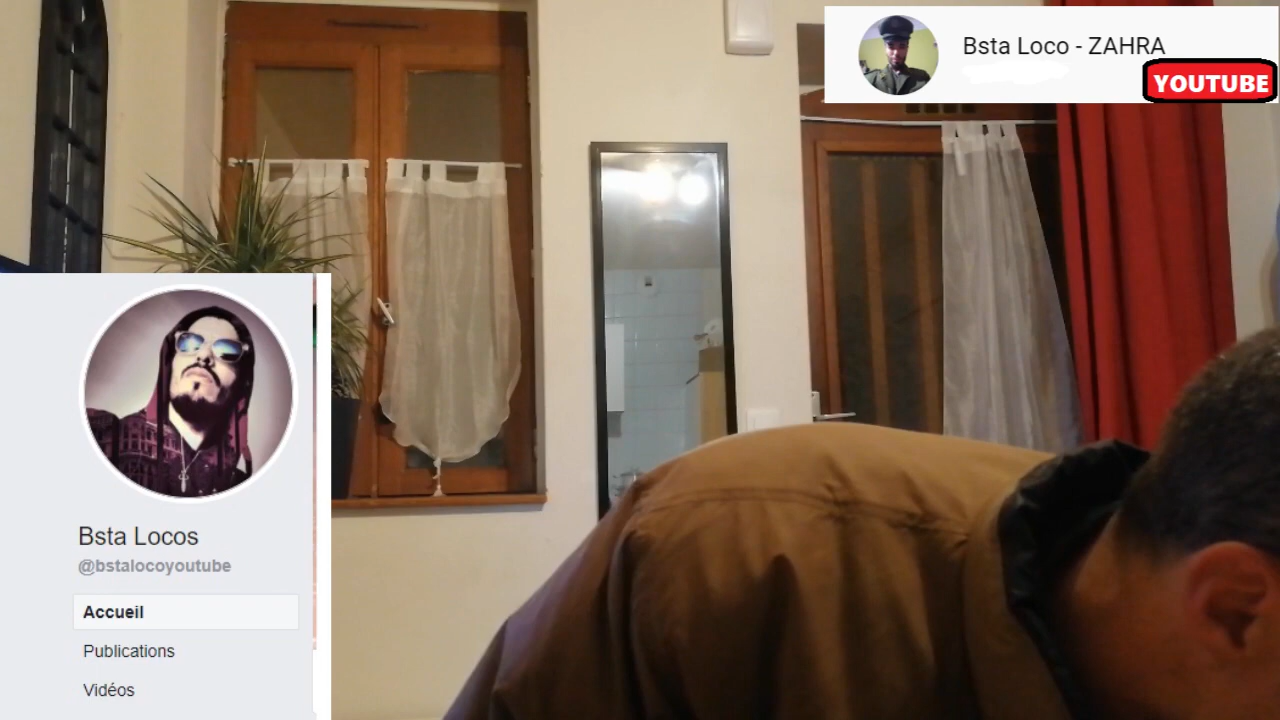 Bsta Loco - ZAHRA
YOUTUBE
Bsta Locos
@bstalocoyoutube
Accueil
Publications
Vidéos